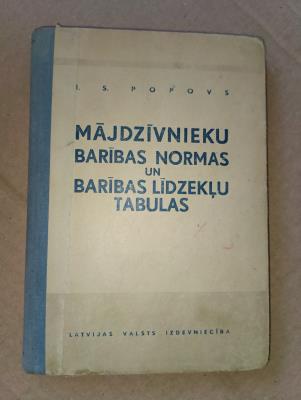 I. S. POPOVS
MĀJDZĪVNIEKU
BARĪBAS NORMAS
UN
BARĪBAS LĪDZEKĻU
TABULAS
LATVIJAS VALSTS IZDEVNIECĪBA